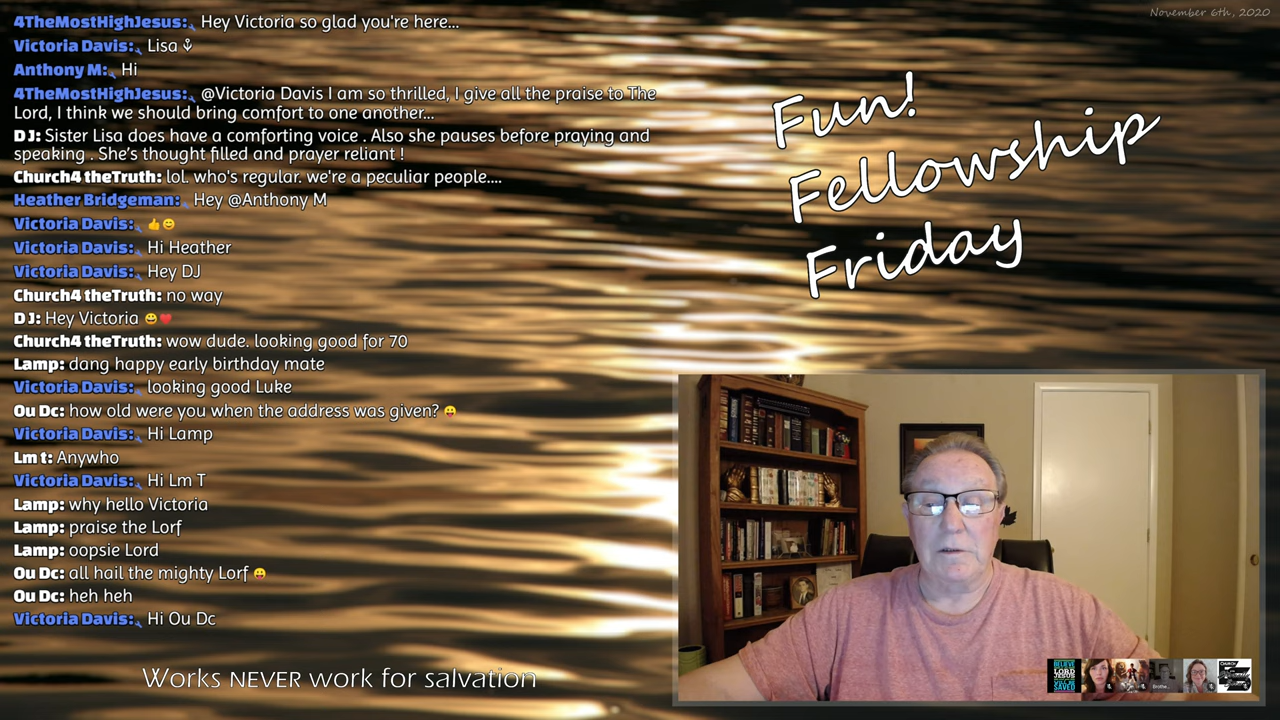 4TheMostHighJesus: Hey Victoria so glad you're here...
Victoria Davis: Lisa ⚘
Anthony M: Hi
4TheMostHighJesus: @Victoria Davis I am so thrilled, I give all the praise to The
Lord, I think we should bring comfort to one another...
D J: Sister Lisa does have a comforting voice . Also she pauses before praying and
speaking . She's thought filled and prayer reliant !
Church4 theTruth: lol. who's regular. we're a peculiar people....
Heather Bridgeman: Hey @Anthony M
Victoria Davis: 👍😊
Victoria Davis: Hi Heather
Victoria Davis: Hey DJ
Church4 theTruth: no way
D J: Hey Victoria 😀❤️
Church4 theTruth: wow dude. looking good for 70
Lamp: dang happy early birthday mate
Victoria Davis: looking good Luke
Ou Dc: how old were you when the address was given? 😛
Victoria Davis: Hi Lamp
Lm t: Anywho
Victoria Davis: Hi Lm T
Lamp: why hello Victoria
Lamp: praise the Lorf
Lamp: oopsie Lord
Ou Dc: all hail the mighty Lorf 😛
Ou Dc: heh heh
Victoria Davis: Hi Ou Dc
Works NEVER work for salvation
November 6th, 2020
Fun!
Fellowship
Friday
BELIEVE
LORD
JESUS
SAVED
Brothe...
CHURCH